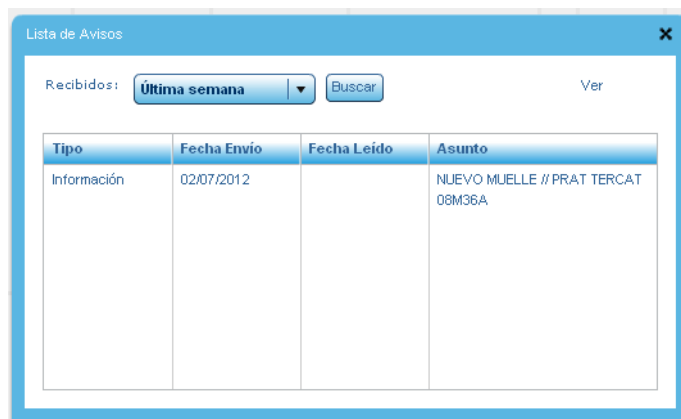 Lista de Avisos
Recibidos: Última semana Buscar Ver
Tipo Fecha Envío Fecha Leído Asunto
Información 02/07/2012 NUEVO MUELLE // PRAT TERCAT
08M36A